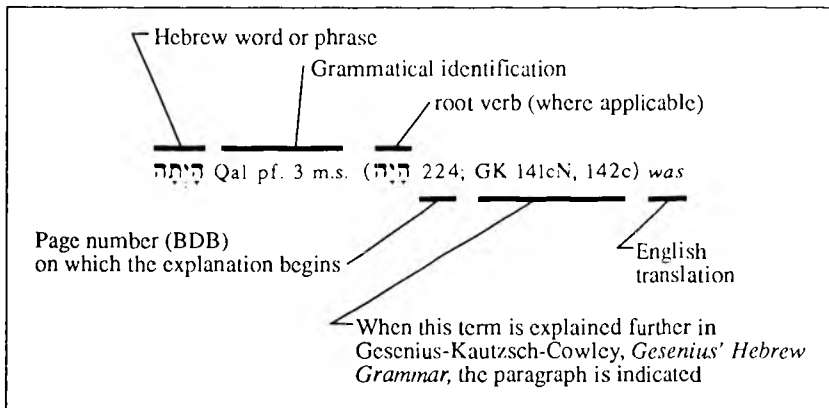 Hebrew word or phrase
Grammatical identification
root verb (where applicable)
הָיְתָה Qal pf. 3 m.s. (הָיָה 224; GK 141cN, 142c) was
Page number (BDB)
on which the explanation begins
English
translation
When this term is explained further in
Gesenius-Kautzsch-Cowley, Gesenius' Hebrew
Grammar, the paragraph is indicated